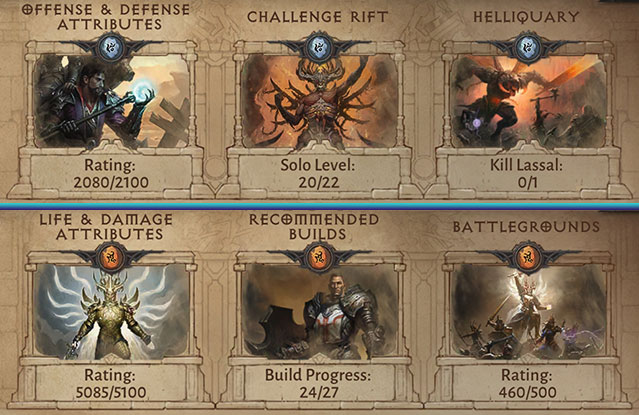 OFFENSE & DEFENSE
ATTRIBUTES
CHALLENGE RIFT
HELLIQUARY
Rating:
2080/2100
Solo Level:
20/22
Kill Lassal:
0/1
LIFE & DAMAGE
ATTRIBUTES
RECOMMENDED
BUILDS
BATTLEGROUNDS
Rating:
5085/5100
Build Progress:
24/27
Rating:
460/500